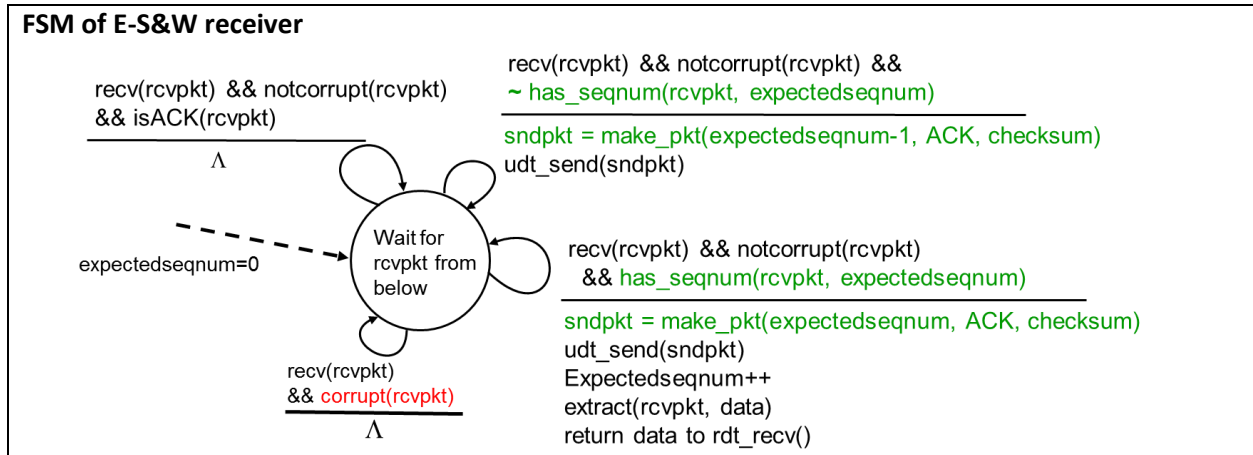 FSM of E-S&W receiver
recv(rcvpkt) && notcorrupt(rcvpkt)
&& isACK(rcvpkt)
Λ
recv(rcvpkt) && notcorrupt(rcvpkt) &&
~ has_seqnum(rcvpkt, expectedseqnum)
sndpkt = make_pkt(expectedseqnum-1, ACK, checksum)
udt_send(sndpkt)
expectedseqnum=0
Wait for
rcvpkt from
below
recv(rcvpkt) && notcorrupt(rcvpkt)
&& has_seqnum(rcvpkt, expectedseqnum)
sndpkt = make_pkt(expectedseqnum, ACK, checksum)
udt_send(sndpkt)
Expectedseqnum++
extract(rcvpkt, data)
return data to rdt_recv()
recv(rcvpkt)
&& corrupt(rcvpkt)
Λ